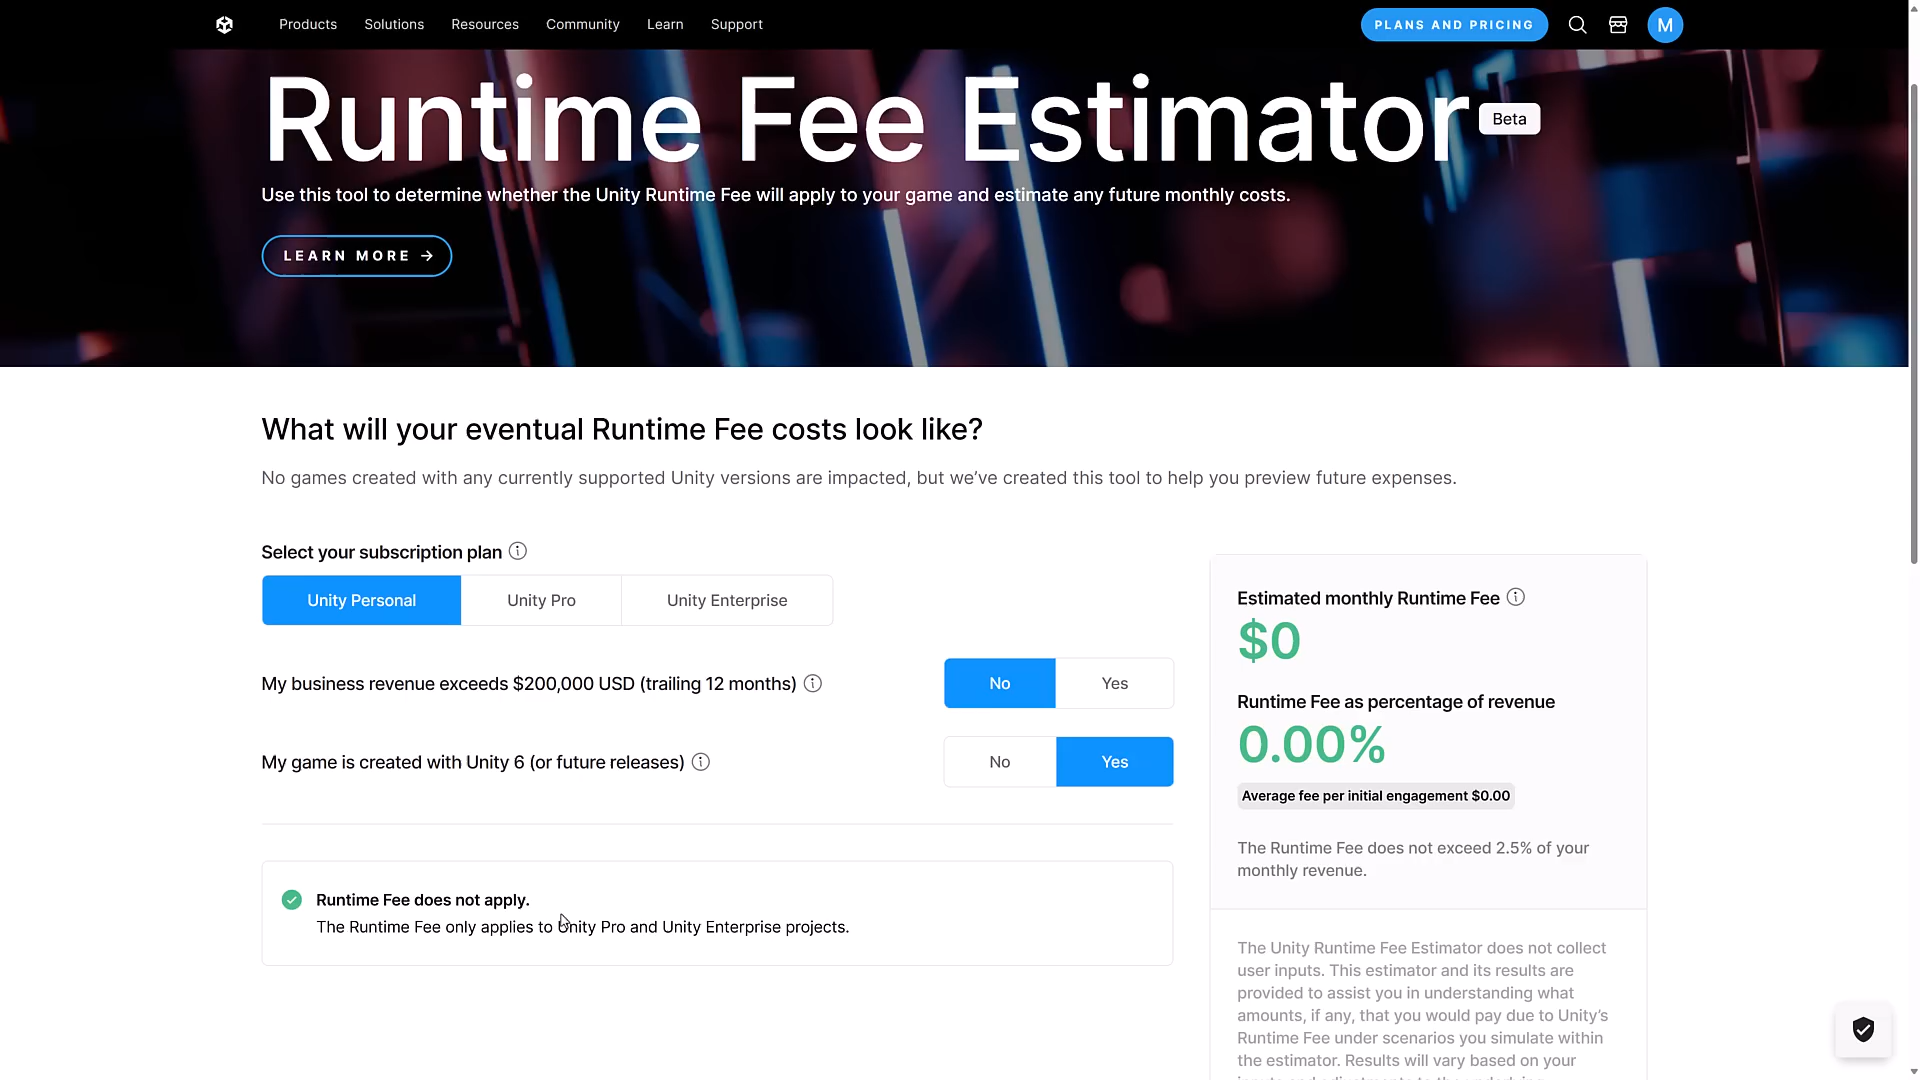 Products Solutions Resources Community Learn Support PLANS AND PRICING M
Runtime Fee Estimator Beta
Use this tool to determine whether the Unity Runtime Fee will apply to your game and estimate any future monthly costs.
LEARN MORE →
What will your eventual Runtime Fee costs look like?
No games created with any currently supported Unity versions are impacted, but we’ve created this tool to help you preview future expenses.
Select your subscription plan
Unity Personal Unity Pro Unity Enterprise
My business revenue exceeds $200,000 USD (trailing 12 months) No Yes
My game is created with Unity 6 (or future releases) No Yes
Runtime Fee does not apply.
The Runtime Fee only applies to Unity Pro and Unity Enterprise projects.
Estimated monthly Runtime Fee
$0
Runtime Fee as percentage of revenue
0.00%
Average fee per initial engagement $0.00
The Runtime Fee does not exceed 2.5% of your
monthly revenue.
The Unity Runtime Fee Estimator does not collect
user inputs. This estimator and its results are
provided to assist you in understanding what
amounts, if any, that you would pay due to Unity’s
Runtime Fee under scenarios you simulate within
the estimator. Results will vary based on your